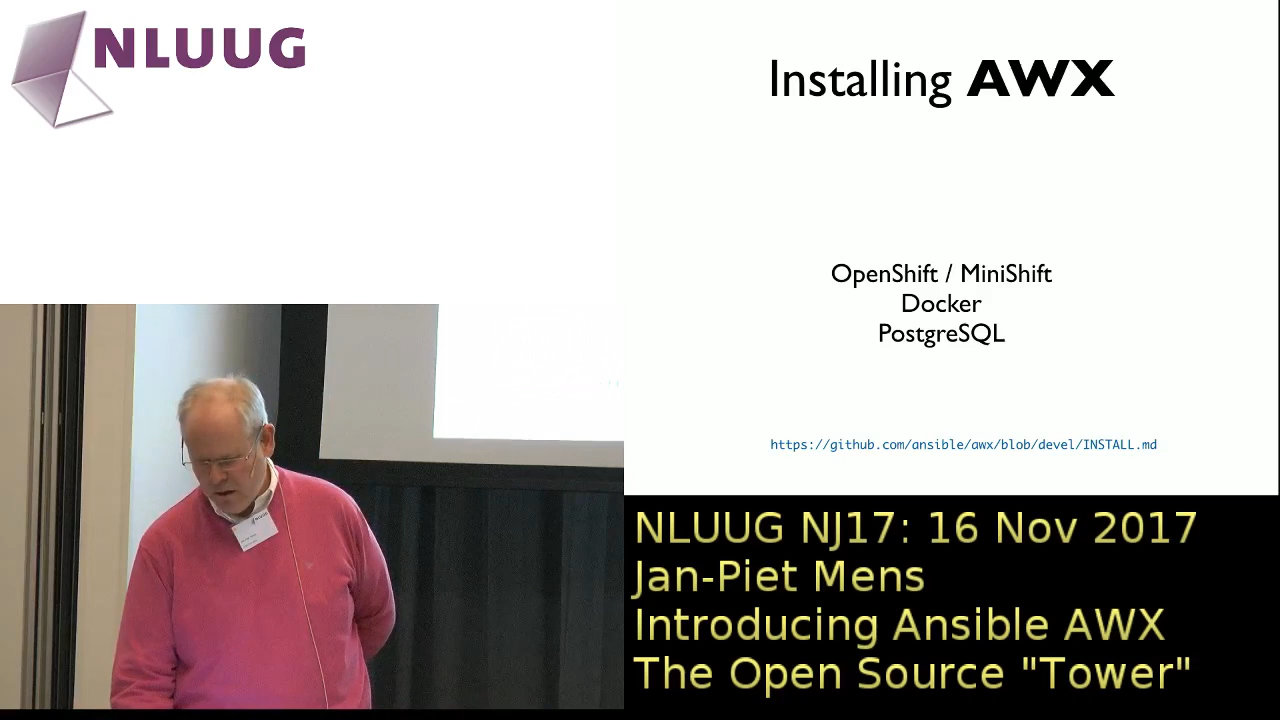 NLUUG
Installing AWX
OpenShift / MiniShift
Docker
PostgreSQL
https://github.com/ansible/awx/blob/devel/INSTALL.md
NLUUG NJ17: 16 Nov 2017
Jan-Piet Mens
Introducing Ansible AWX
The Open Source "Tower"